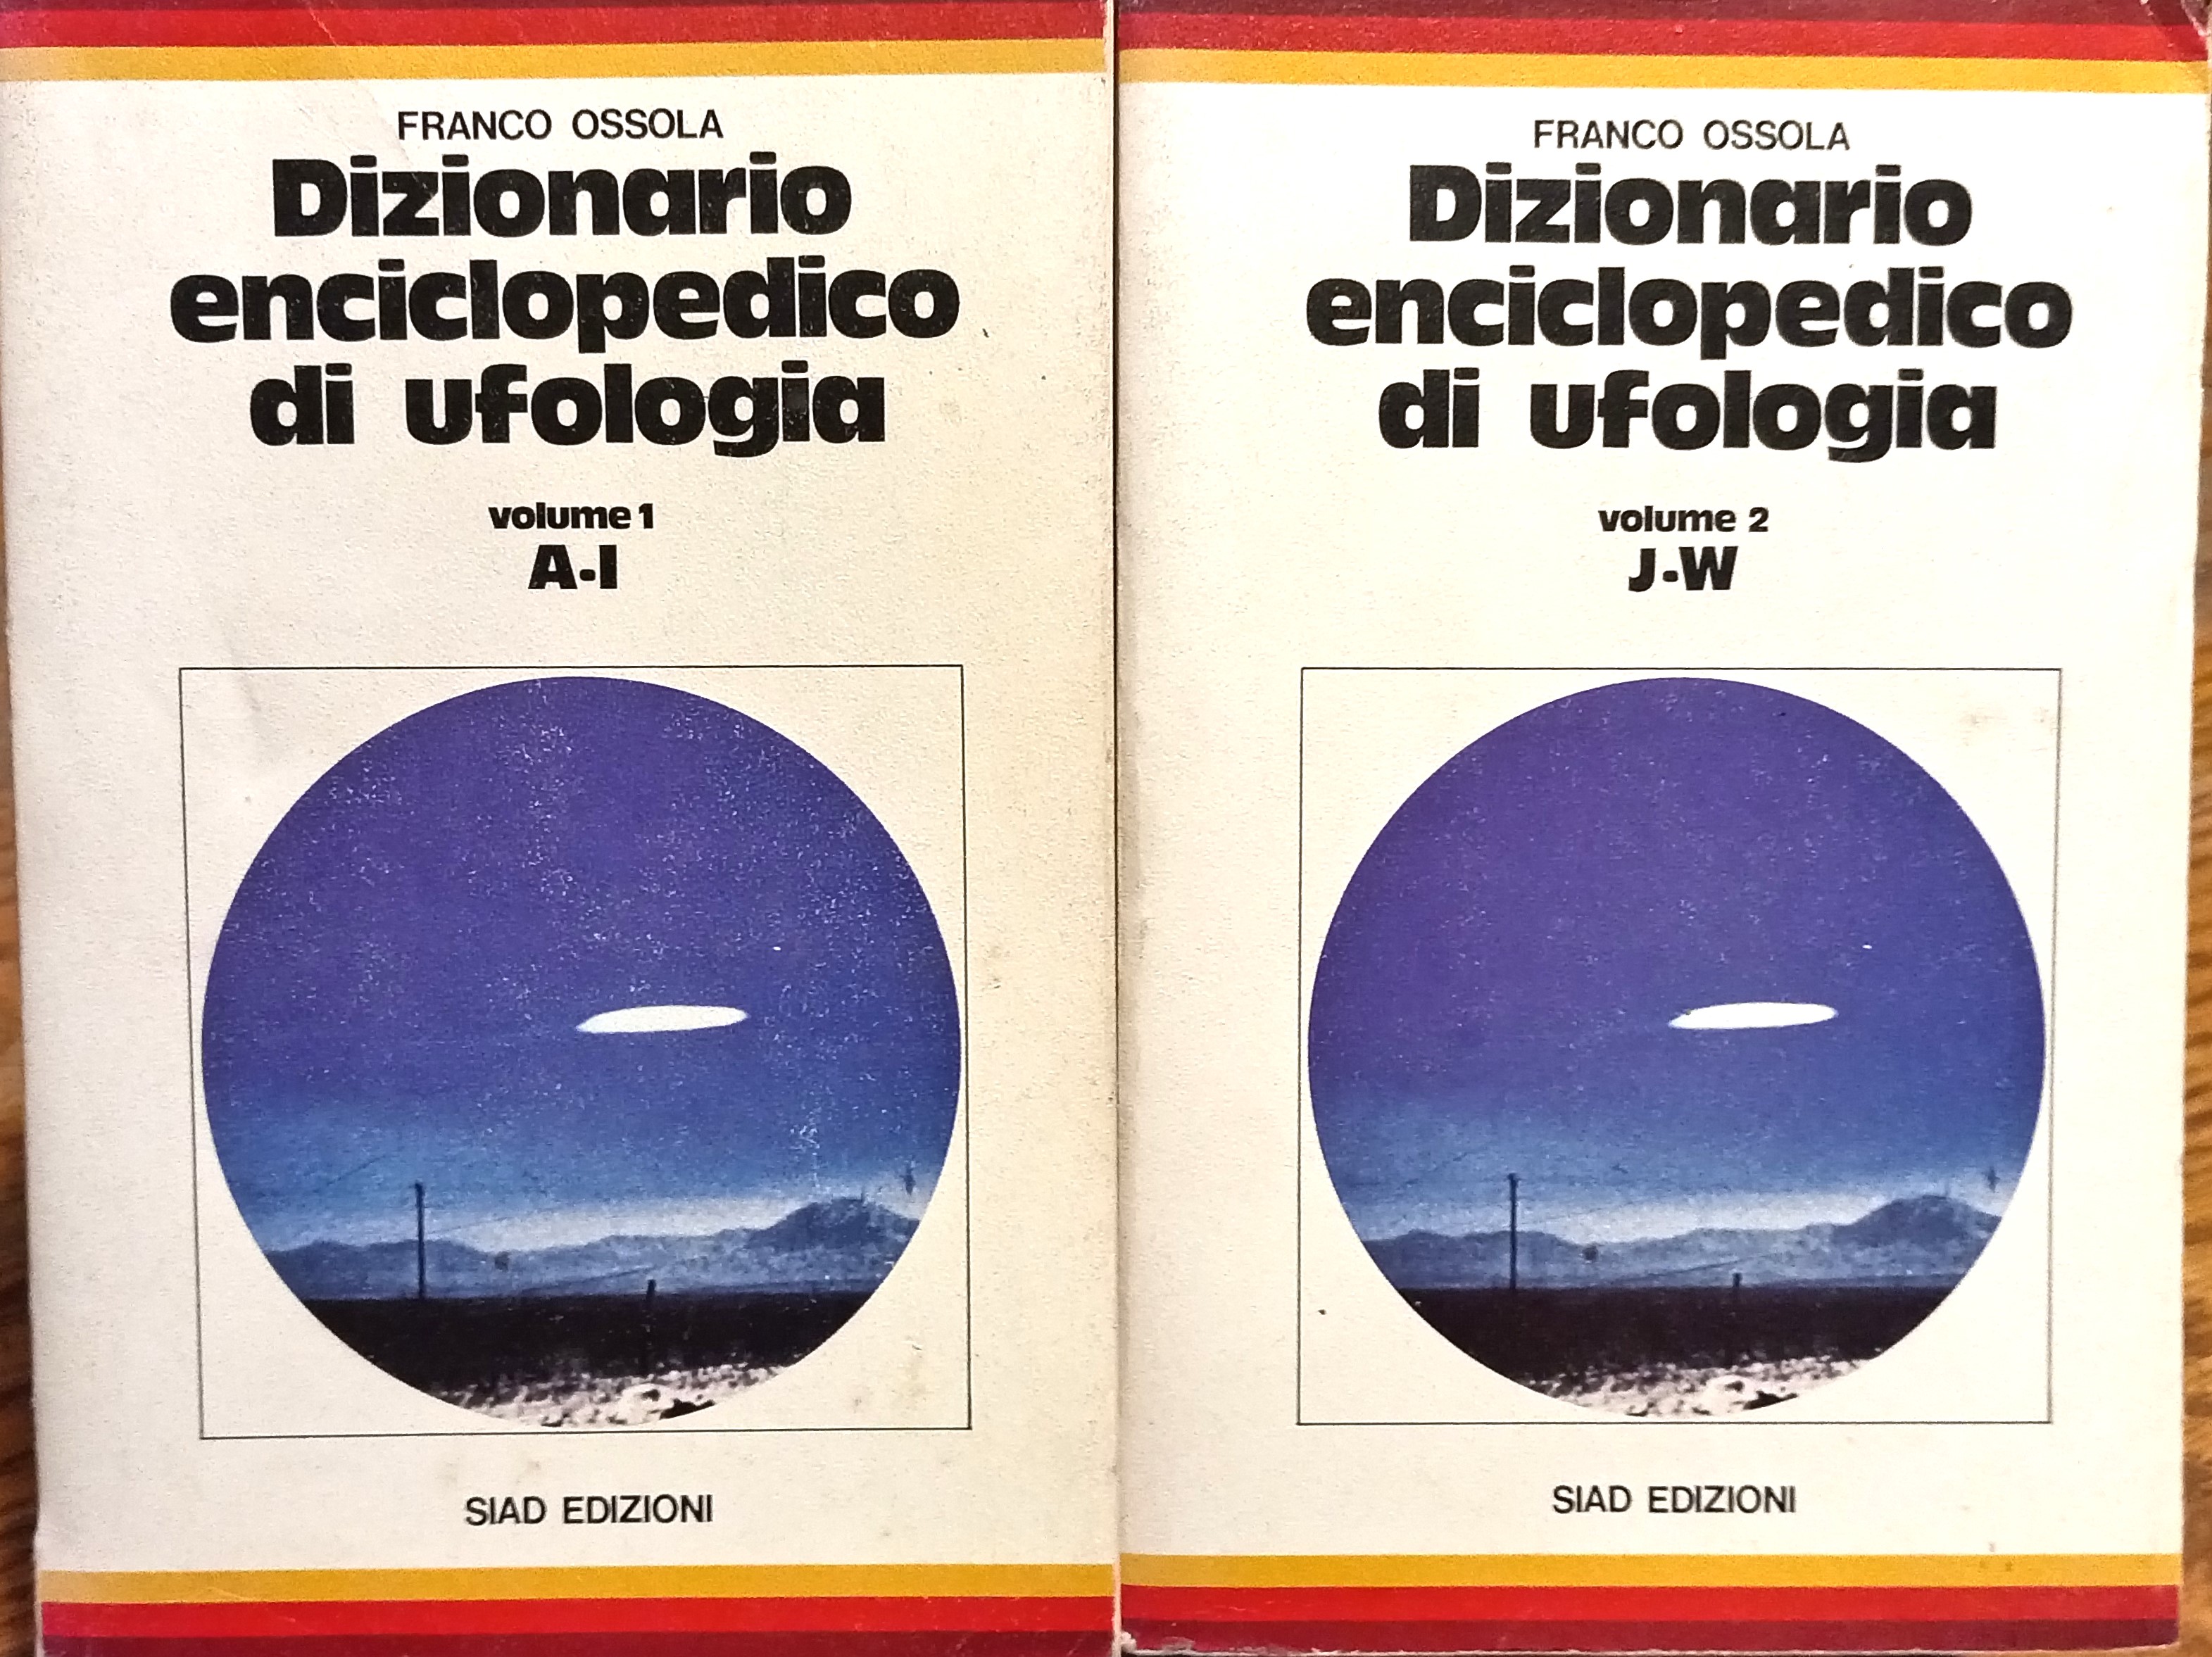 FRANCO OSSOLA
Dizionario
enciclopedico
di ufologia
volume 1
A-I
SIAD EDIZIONI
FRANCO OSSOLA
Dizionario
enciclopedico
di ufologia
volume 2
J-W
SIAD EDIZIONI